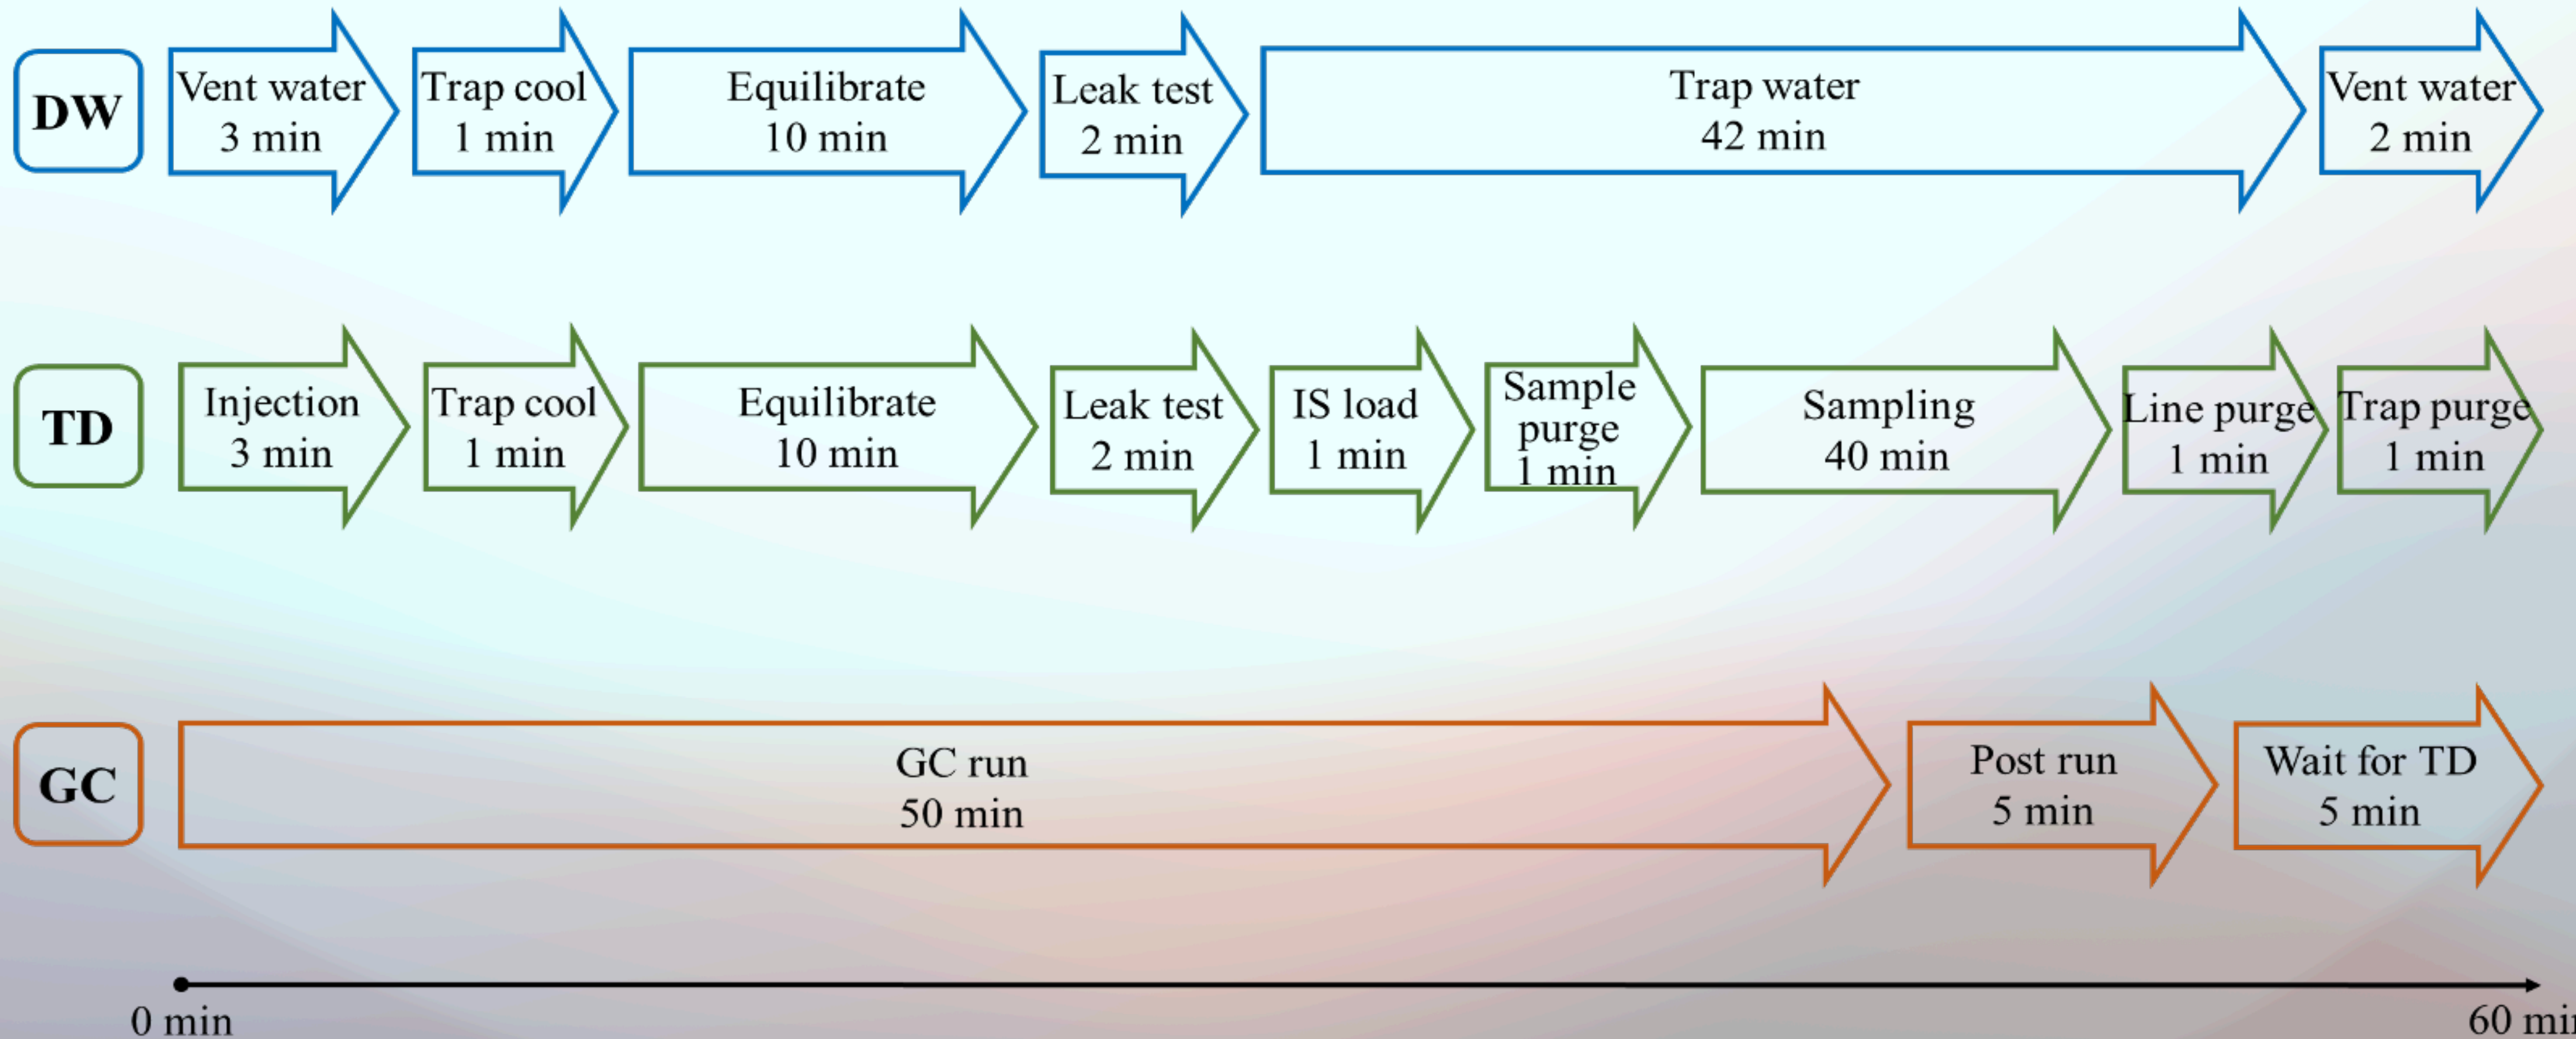 DW
Vent water
3 min
Trap cool
1 min
Equilibrate
10 min
Leak test
2 min
Trap water
42 min
Vent water
2 min
TD
Injection
3 min
Trap cool
1 min
Equilibrate
10 min
Leak test
2 min
IS load
1 min
Sample
purge
1 min
Sampling
40 min
Line purge
1 min
Trap purge
1 min
GC
GC run
50 min
Post run
5 min
Wait for TD
5 min
0 min
60 min